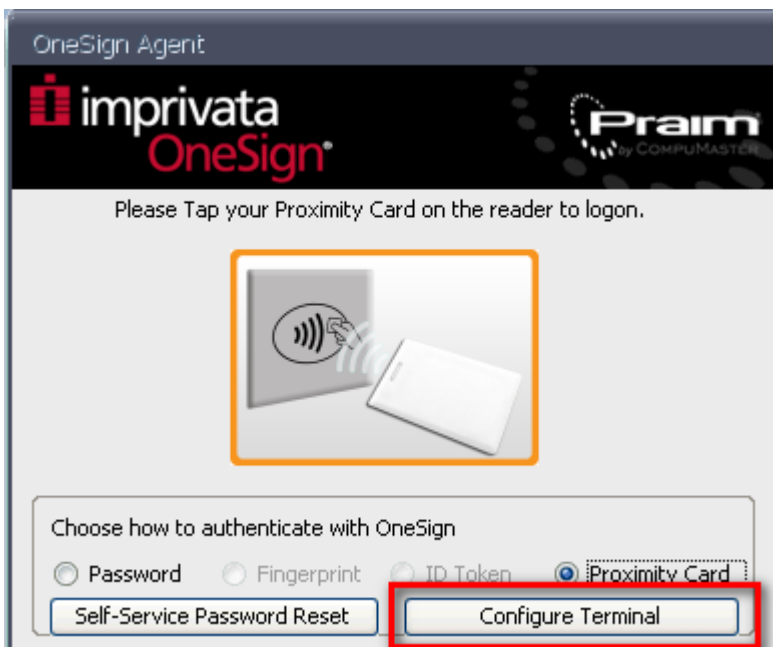 OneSign Agent
imprivata
OneSign®
Praim
by COMPUMASTER
Please Tap your Proximity Card on the reader to logon.
Choose how to authenticate with OneSign
Password Fingerprint ID Token Proximity Card
Self-Service Password Reset Configure Terminal